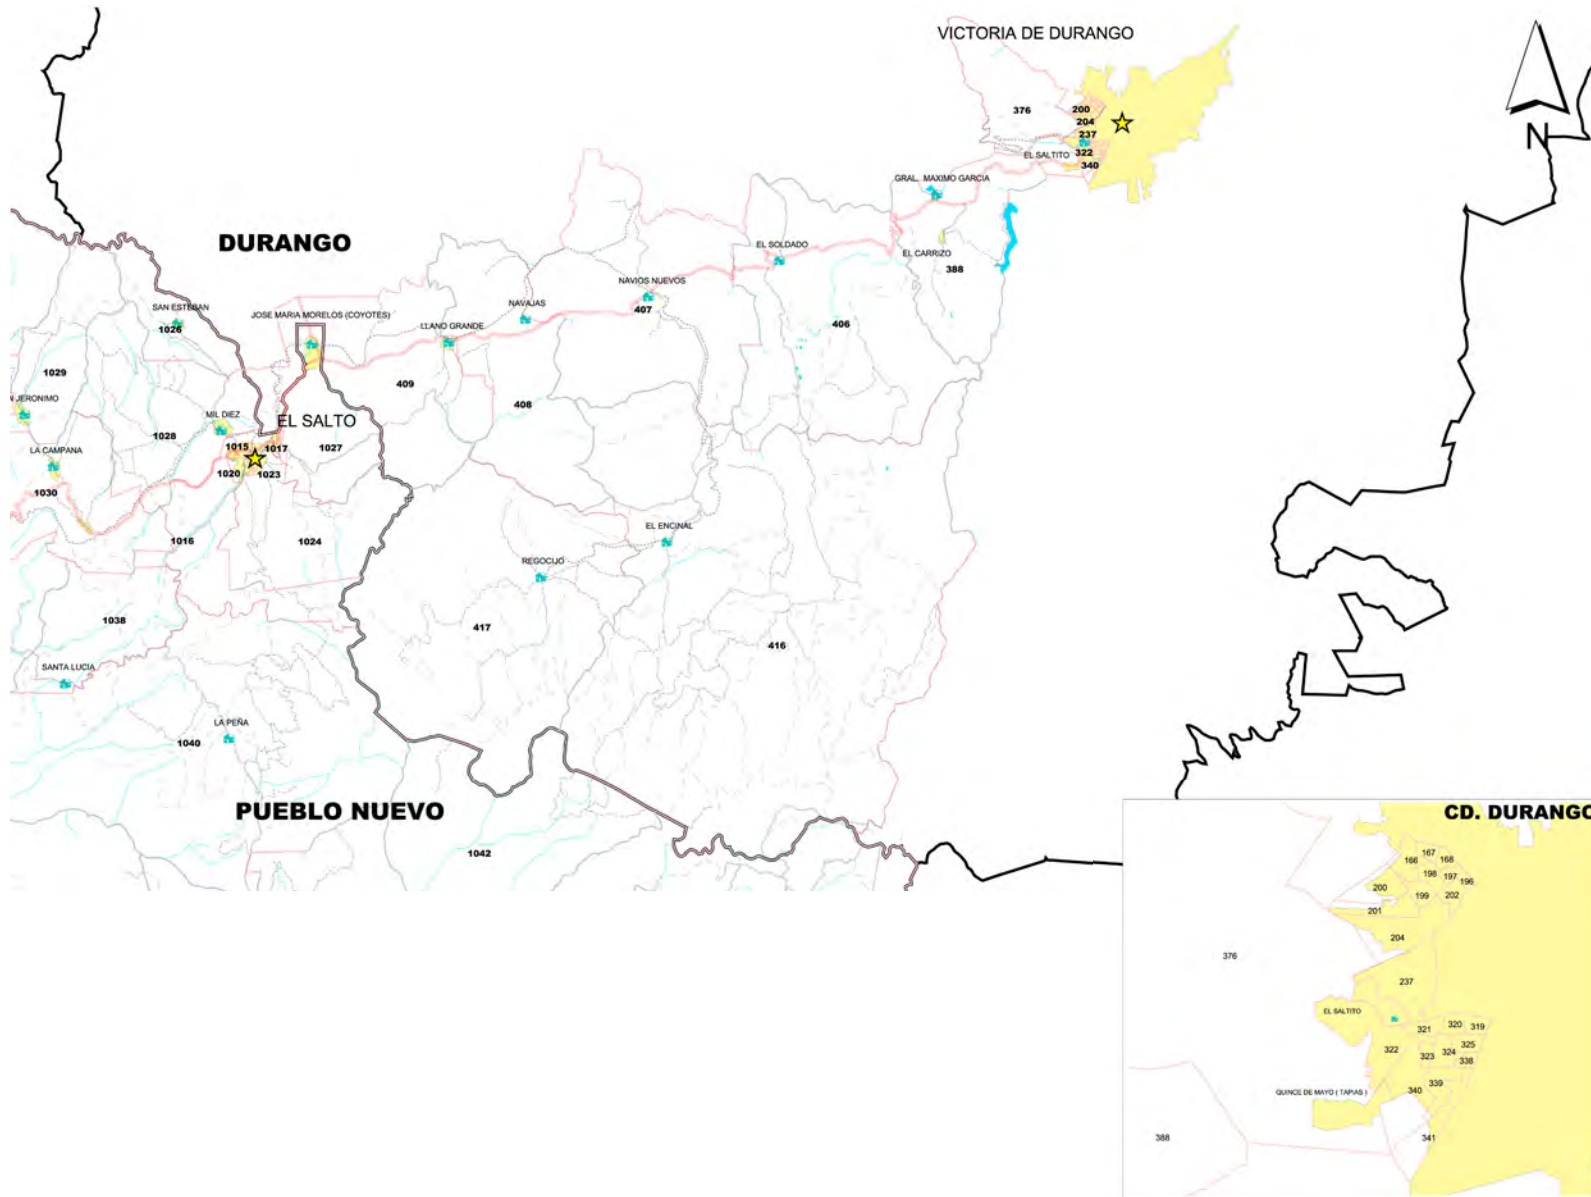 VICTORIA DE DURANGO
376
200
204
237
EL SALTITO
322
340
N
GRAL. MAXIMO GARCIA
DURANGO
EL SOLDADO
EL CARRIZO
388
NAVIOS NUEVOS
407
SAN ESTEBAN
1026
JOSE MARIA MORELOS (COYOTES)
NAVAJAS
LLANO GRANDE
406
1029
409
N JERONIMO
408
MIL DIEZ
EL SALTO
1028
1015
1017
1027
LA CAMPANA
1020
1023
1030
1016
1024
EL ENCINAL
REGOCIJO
1038
417
416
SANTA LUCIA
LA PEÑA
1040
PUEBLO NUEVO
1042
CD. DURANGO
166
167
168
198
197
196
200
199
202
201
204
376
237
EL SALTITO
321
320
319
322
323
324
325
338
339
340
QUINCE DE MAYO ( TAPIAS )
388
341